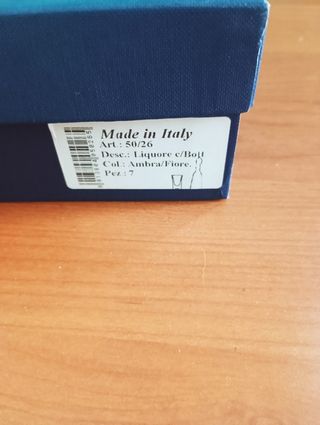 Made in Italy
Art.: 50/26
Desc.: Liquore c/Bott
Col.: Ambra/Fiore.
Pez.: 7